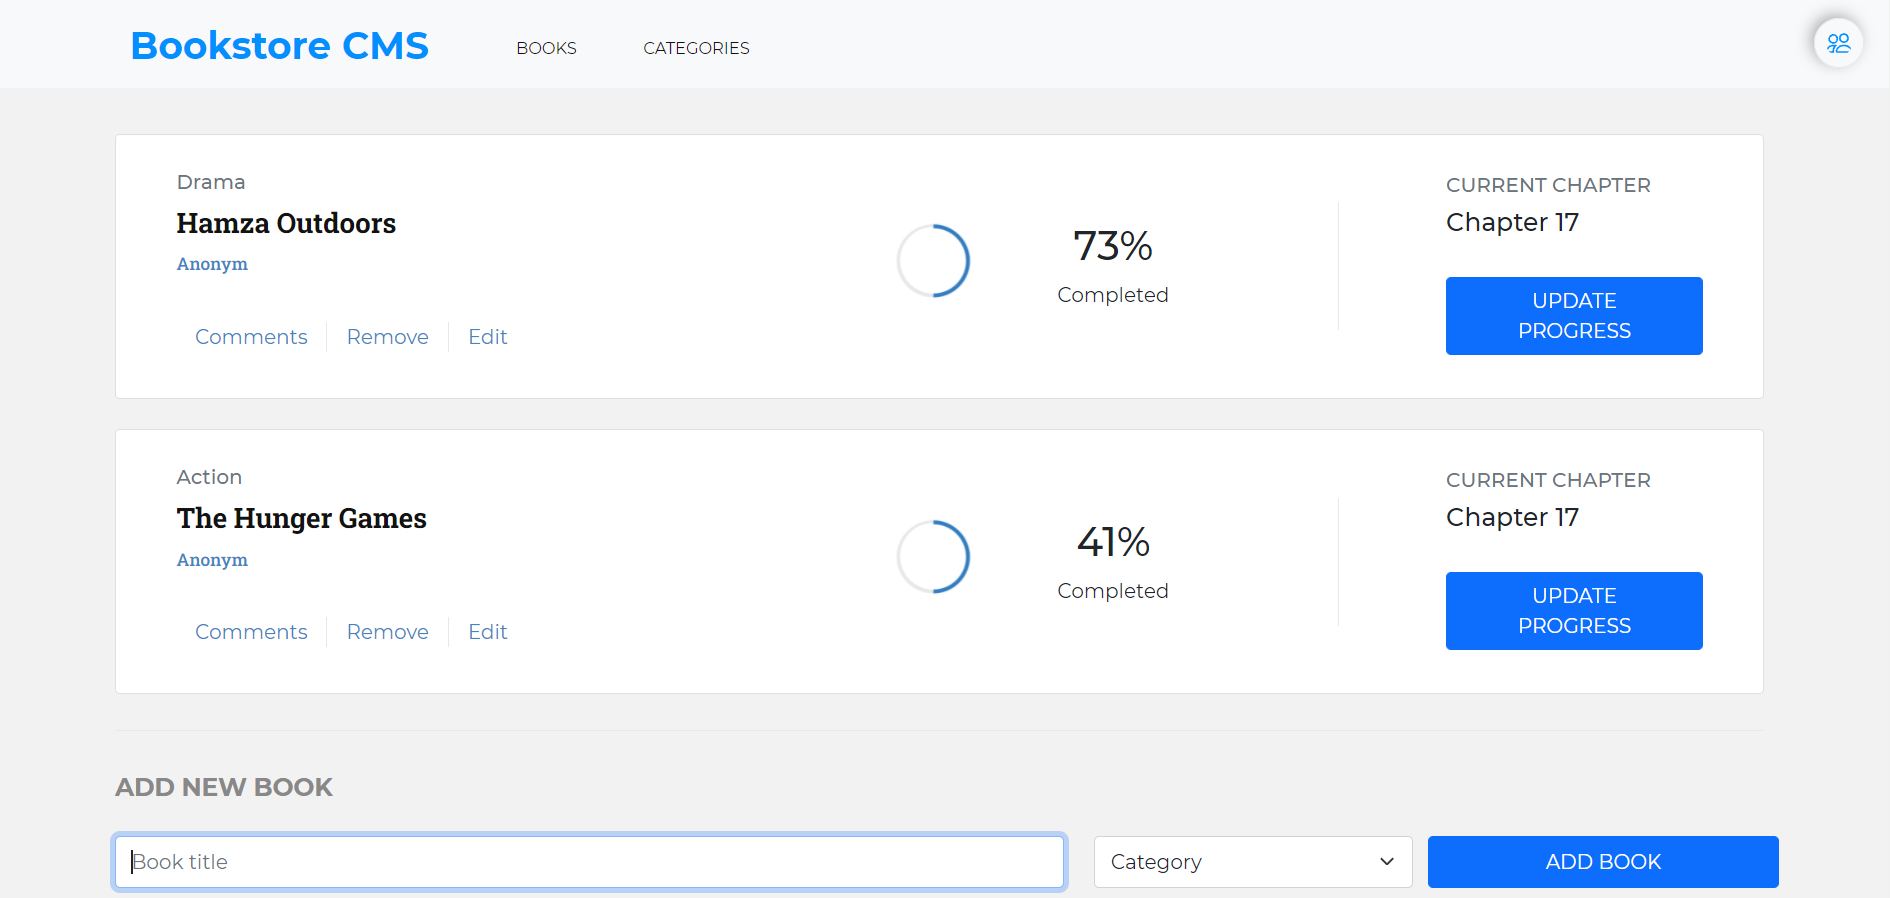 Bookstore CMS
BOOKS
CATEGORIES
Drama
Hamza Outdoors
Anonym
Comments
Remove
Edit
73%
Completed
CURRENT CHAPTER
Chapter 17
UPDATE
PROGRESS
Action
The Hunger Games
Anonym
Comments
Remove
Edit
41%
Completed
CURRENT CHAPTER
Chapter 17
UPDATE
PROGRESS
ADD NEW BOOK
Book title
Category
ADD BOOK